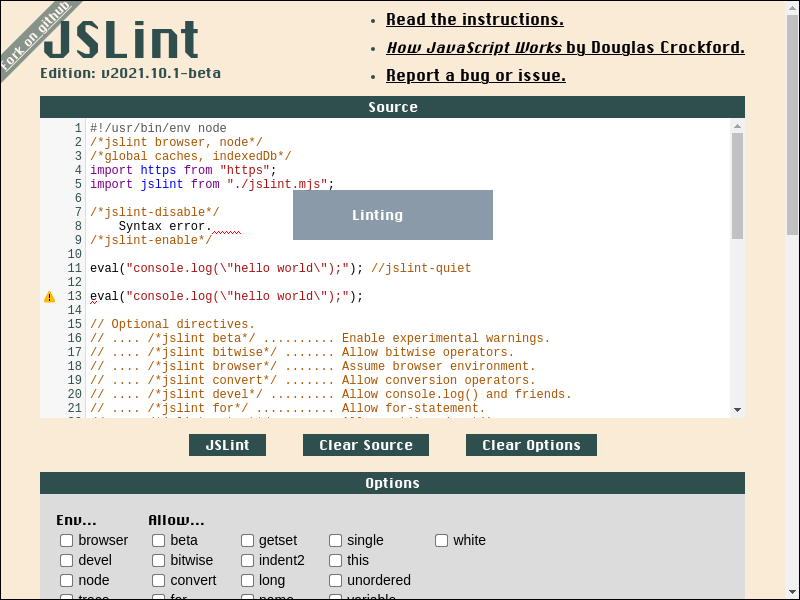 Fork on github
JSLint
Edition: v2021.10.1-beta
Read the instructions.
How JavaScript Works by Douglas Crockford.
Report a bug or issue.
Source
1 #!/usr/bin/env node
2 /*jslint browser, node*/
3 /*global caches, indexedDb*/
4 import https from "https";
5 import jslint from "./jslint.mjs";
6
7 /*jslint-disable*/
8     Syntax error.
9 /*jslint-enable*/
Linting
10
11 eval("console.log(\"hello world\");"); //jslint-quiet
12
13 eval("console.log(\"hello world\");");
14
15 // Optional directives.
16 // .... /*jslint beta*/ .......... Enable experimental warnings.
17 // .... /*jslint bitwise*/ ....... Allow bitwise operators.
18 // .... /*jslint browser*/ ....... Assume browser environment.
19 // .... /*jslint convert*/ ....... Allow conversion operators.
20 // .... /*jslint devel*/ ......... Allow console.log() and friends.
21 // .... /*jslint for*/ ........... Allow for-statement.
JSLint Clear Source Clear Options
Options
Env... Allow...
browser beta getset single white
devel bitwise indent2 this
node convert long unordered
for name variable